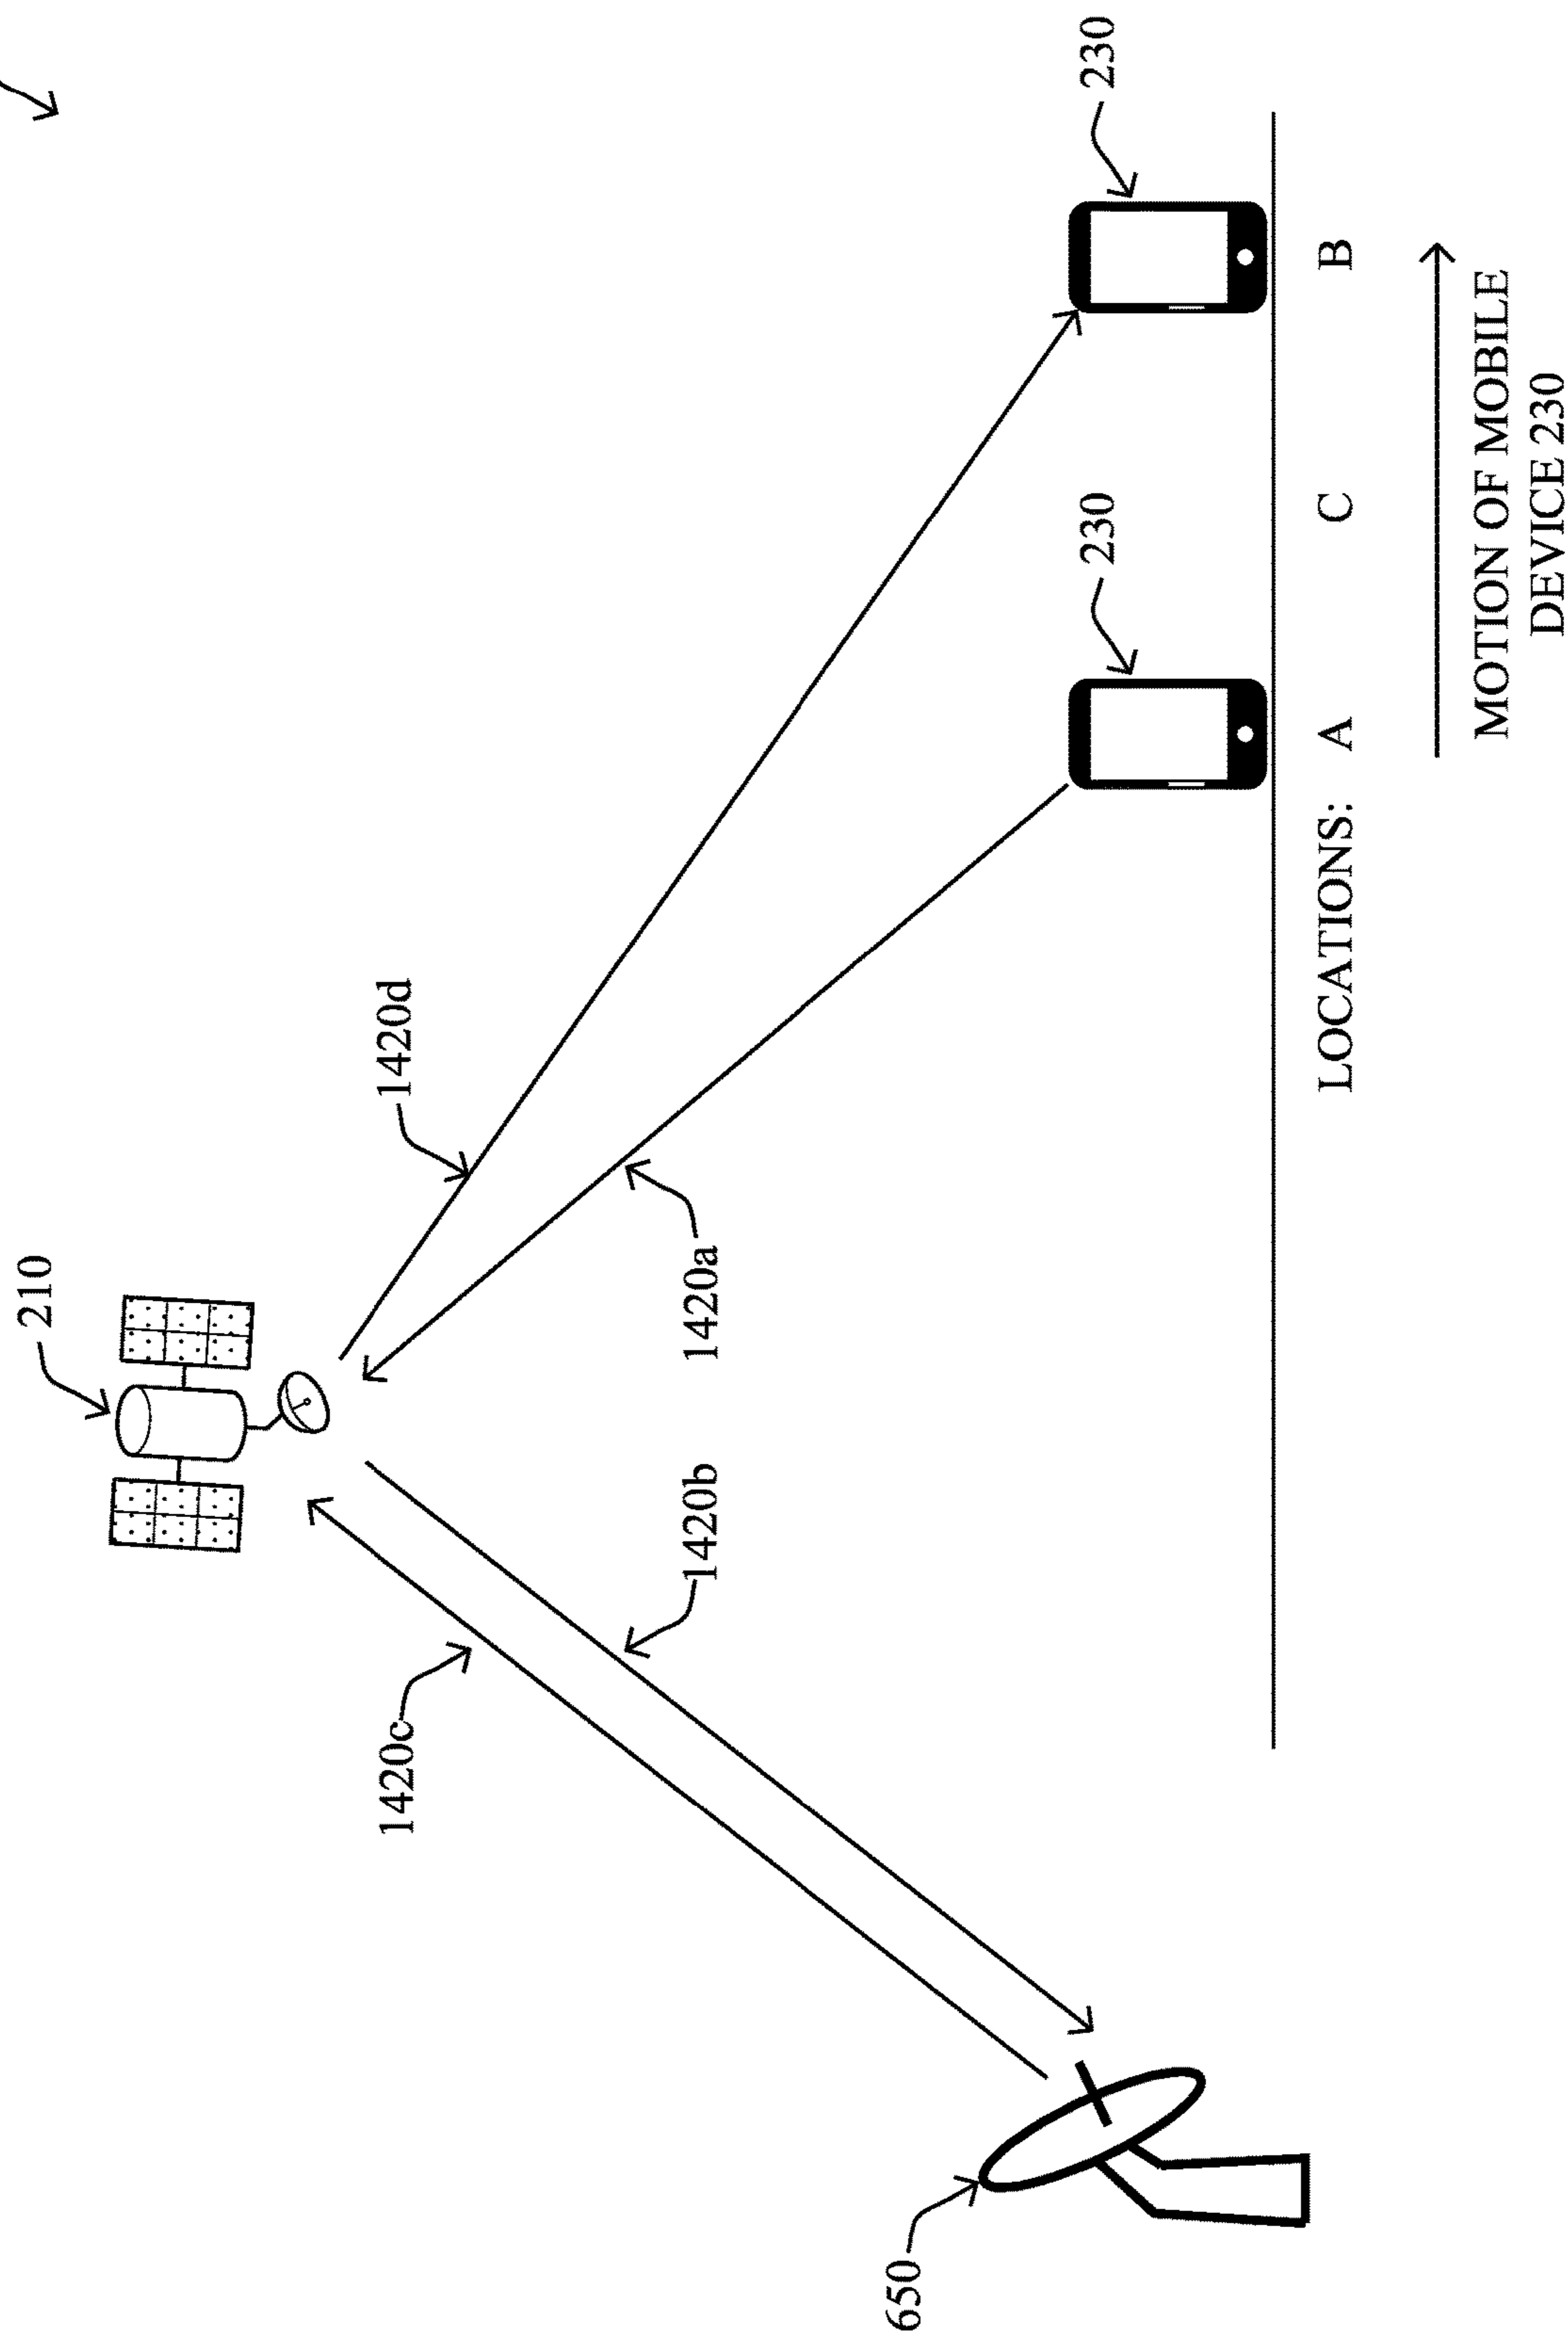 210
1420c
1420d
1420b
1420a
650
230
230
LOCATIONS: A C B
MOTION OF MOBILE
DEVICE 230